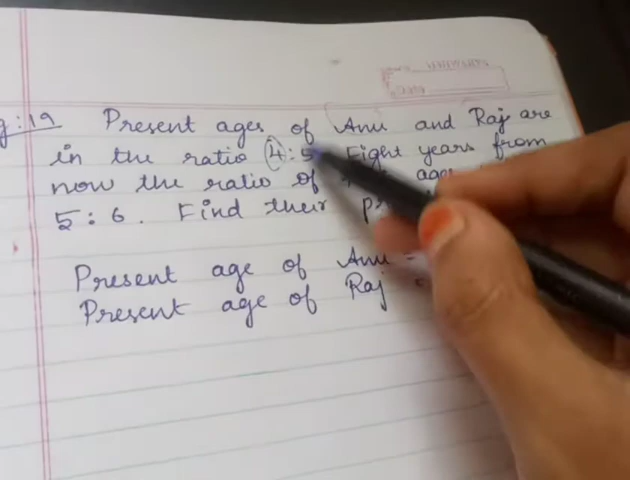 g:19 Present ages of Anu and Raj are
in the ratio 4:5 Eight years from
now the ratio of ages
5:6. Find their
Present age of Anu =
Present age of Raj =